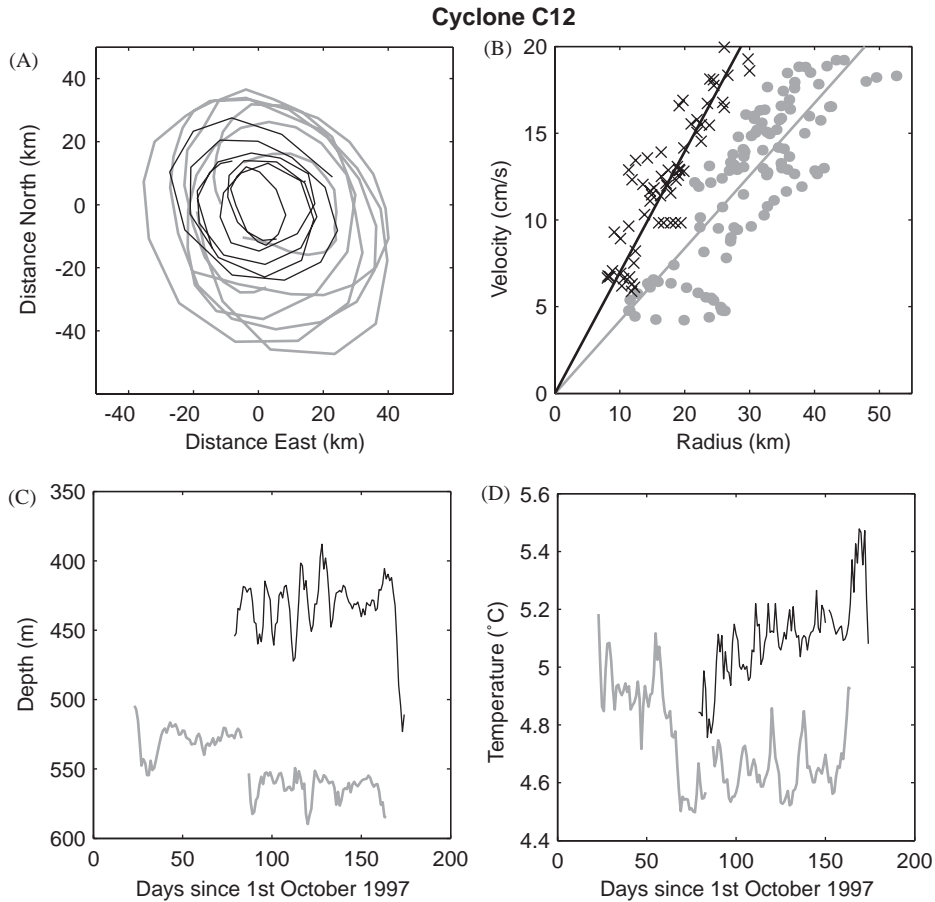 Cyclone C12
(A)
40
20
0
-20
-40
Distance North (km)
-40 -20 0 20 40
Distance East (km)
(B)
20
15
10
5
0
Velocity (cm/s)
0 10 20 30 40 50
Radius (km)
(C)
350
400
450
500
550
600
Depth (m)
0 50 100 150 200
Days since 1st October 1997
(D)
5.6
5.4
5.2
5
4.8
4.6
4.4
Temperature (˚C)
0 50 100 150 200
Days since 1st October 1997